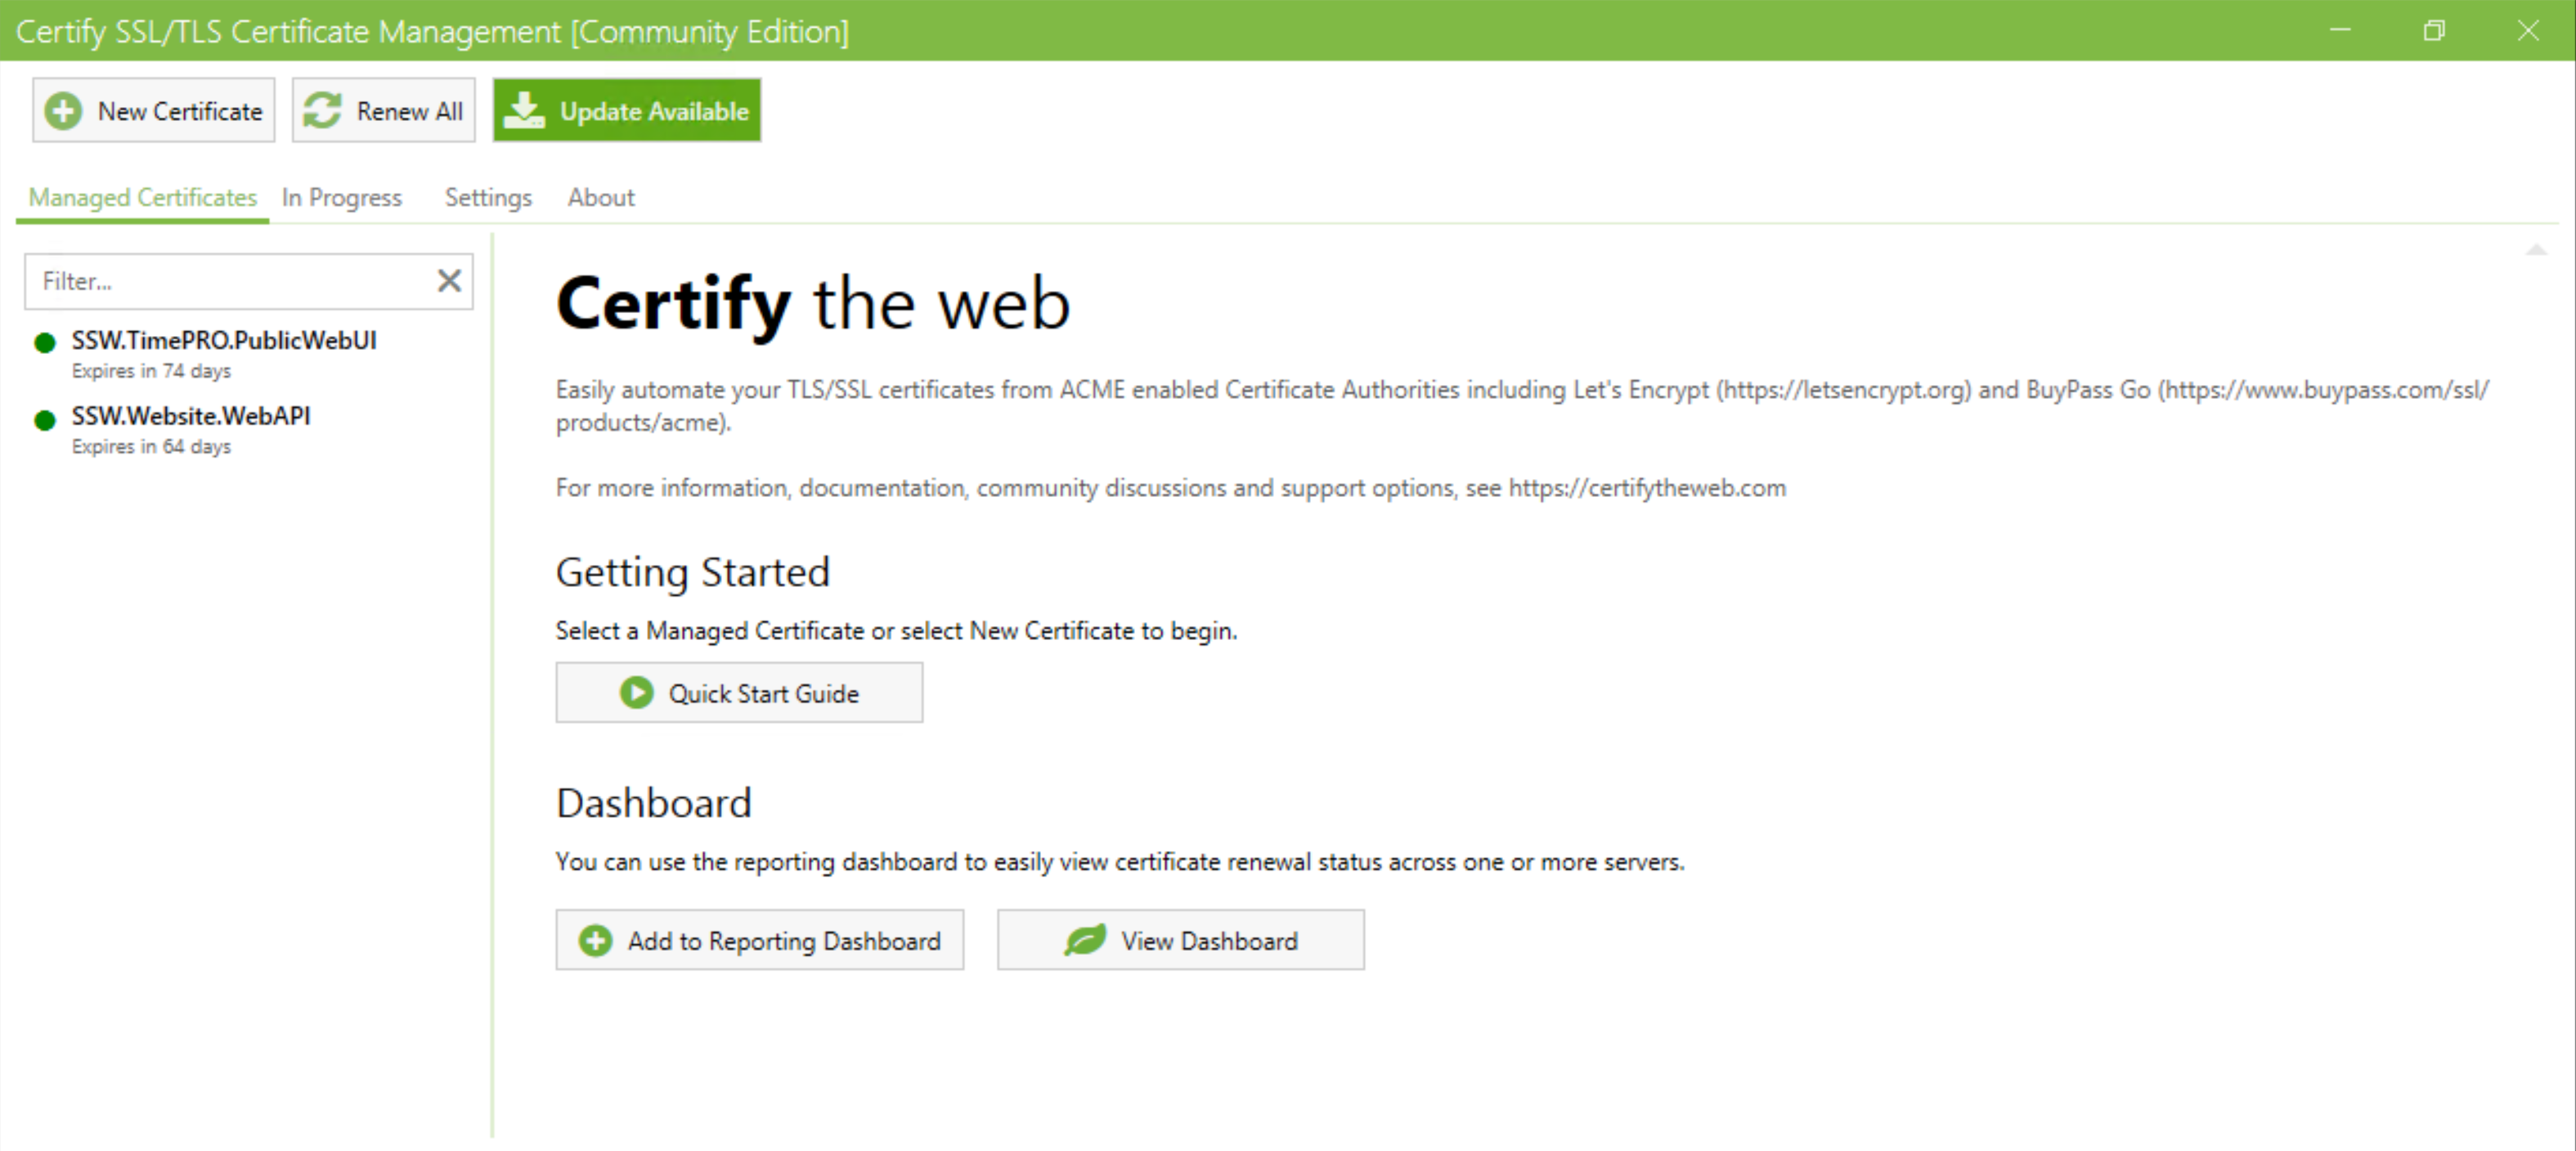 Certify SSL/TLS Certificate Management [Community Edition]
New Certificate
Renew All
Update Available
Managed Certificates
In Progress
Settings
About
Filter...
SSW.TimePRO.PublicWebUI
Expires in 74 days
SSW.Website.WebAPI
Expires in 64 days
Certify the web
Easily automate your TLS/SSL certificates from ACME enabled Certificate Authorities including Let's Encrypt (https://letsencrypt.org) and BuyPass Go (https://www.buypass.com/ssl/
products/acme).
For more information, documentation, community discussions and support options, see https://certifytheweb.com
Getting Started
Select a Managed Certificate or select New Certificate to begin.
Quick Start Guide
Dashboard
You can use the reporting dashboard to easily view certificate renewal status across one or more servers.
Add to Reporting Dashboard
View Dashboard